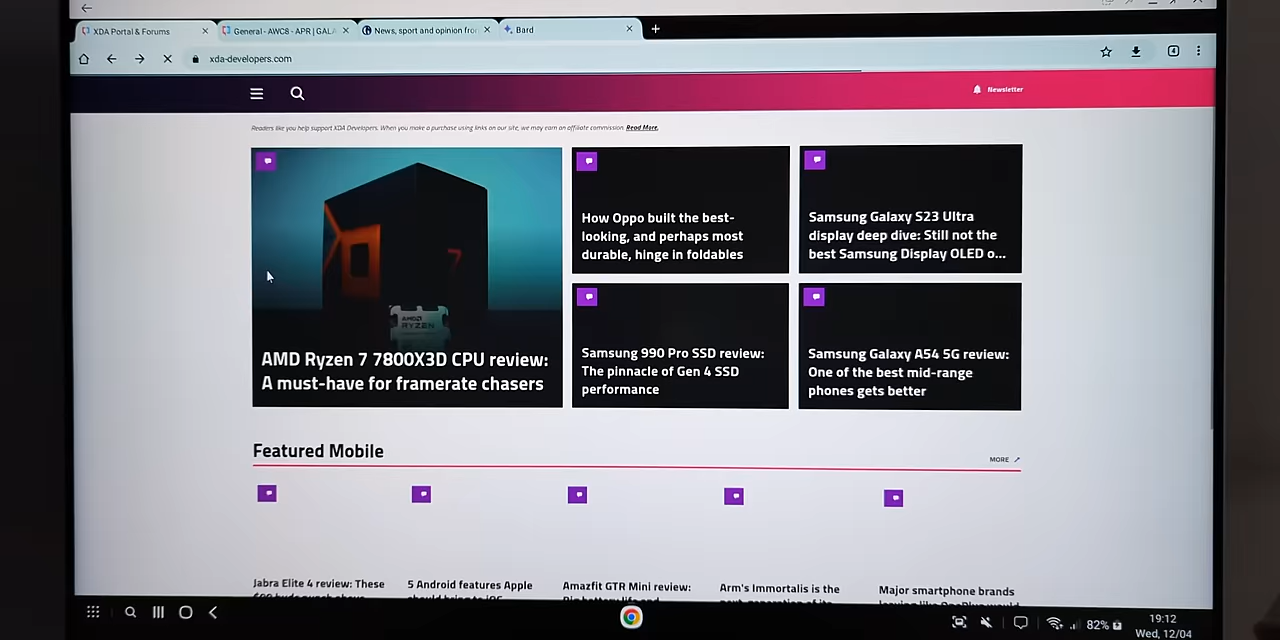 XDA Portal & Forums
General - AWC8 - APR | GAL
News, sport and opinion fro
Bard
xda-developers.com
4
Newsletter
Readers like you help support XDA Developers. When you make a purchase using links on our site, we may earn an affiliate commission. Read More.
AMD
RYZEN
AMD Ryzen 7 7800X3D CPU review:
A must-have for framerate chasers
How Oppo built the best-
looking, and perhaps most
durable, hinge in foldables
Samsung Galaxy S23 Ultra
display deep dive: Still not the
best Samsung Display OLED o...
Samsung 990 Pro SSD review:
The pinnacle of Gen 4 SSD
performance
Samsung Galaxy A54 5G review:
One of the best mid-range
phones gets better
Featured Mobile
MORE
Jabra Elite 4 review: These
5 Android features Apple
Amazfit GTR Mini review:
Arm's Immortalis is the
Major smartphone brands
82%
19:12
Wed, 12/04